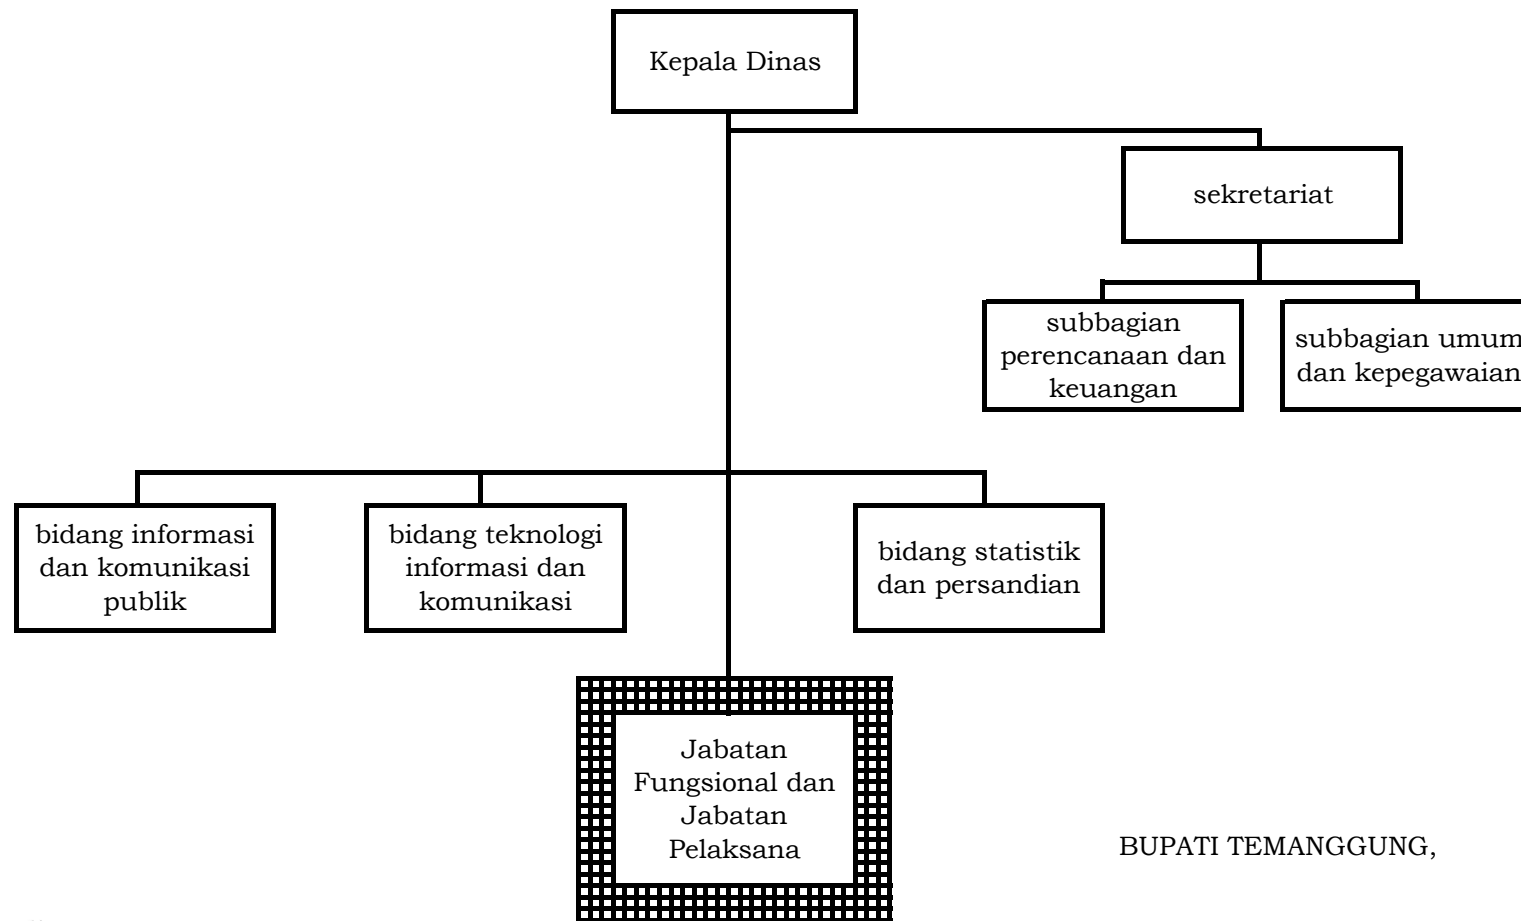 Kepala Dinas
sekretariat
subbagian
perencanaan dan
keuangan
subbagian umum
dan kepegawaian
bidang informasi
dan komunikasi
publik
bidang teknologi
informasi dan
komunikasi
bidang statistik
dan persandian
Jabatan
Fungsional dan
Jabatan
Pelaksana
BUPATI TEMANGGUNG,